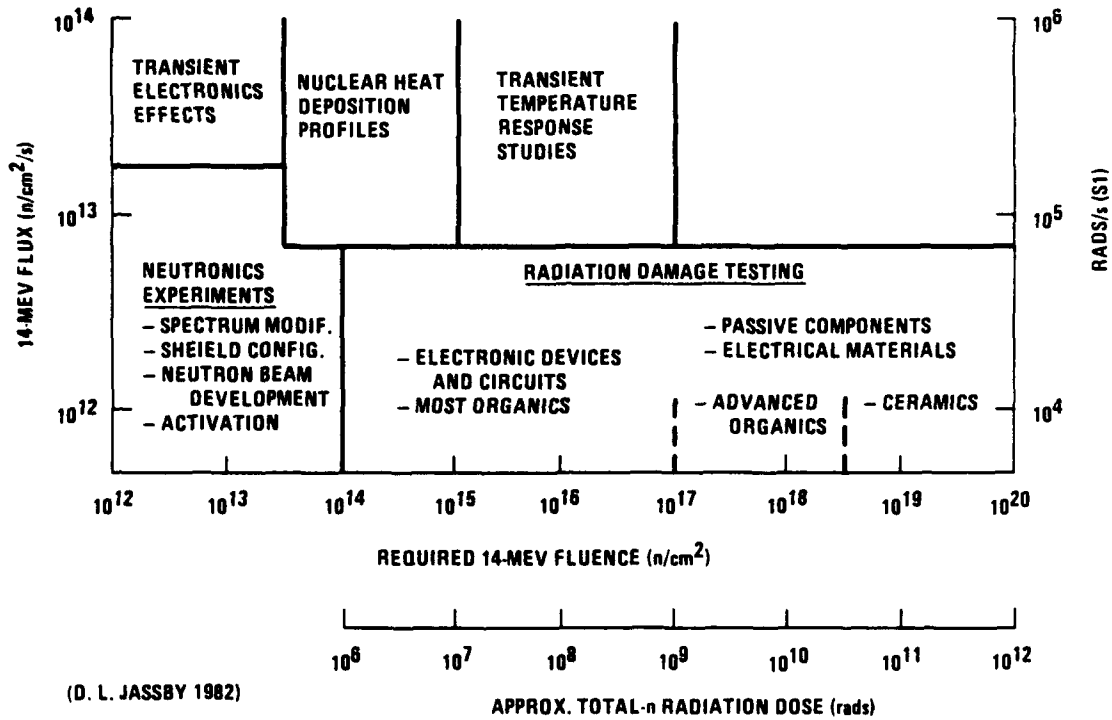 10^14
10^13
10^12
14-MEV FLUX (n/cm^2/s)
TRANSIENT
ELECTRONICS
EFFECTS
NUCLEAR HEAT
DEPOSITION
PROFILES
TRANSIENT
TEMPERATURE
RESPONSE
STUDIES
10^6
10^5
10^4
RADS/s (S1)
NEUTRONICS
EXPERIMENTS
– SPECTRUM MODIF.
– SHEIELD CONFIG.
– NEUTRON BEAM
DEVELOPMENT
– ACTIVATION
RADIATION DAMAGE TESTING
– ELECTRONIC DEVICES
AND CIRCUITS
– MOST ORGANICS
– PASSIVE COMPONENTS
– ELECTRICAL MATERIALS
– ADVANCED
ORGANICS
– CERAMICS
10^12 10^13 10^14 10^15 10^16 10^17 10^18 10^19 10^20
REQUIRED 14-MEV FLUENCE (n/cm^2)
10^6 10^7 10^8 10^9 10^10 10^11 10^12
(D. L. JASSBY 1982)
APPROX. TOTAL-n RADIATION DOSE (rads)